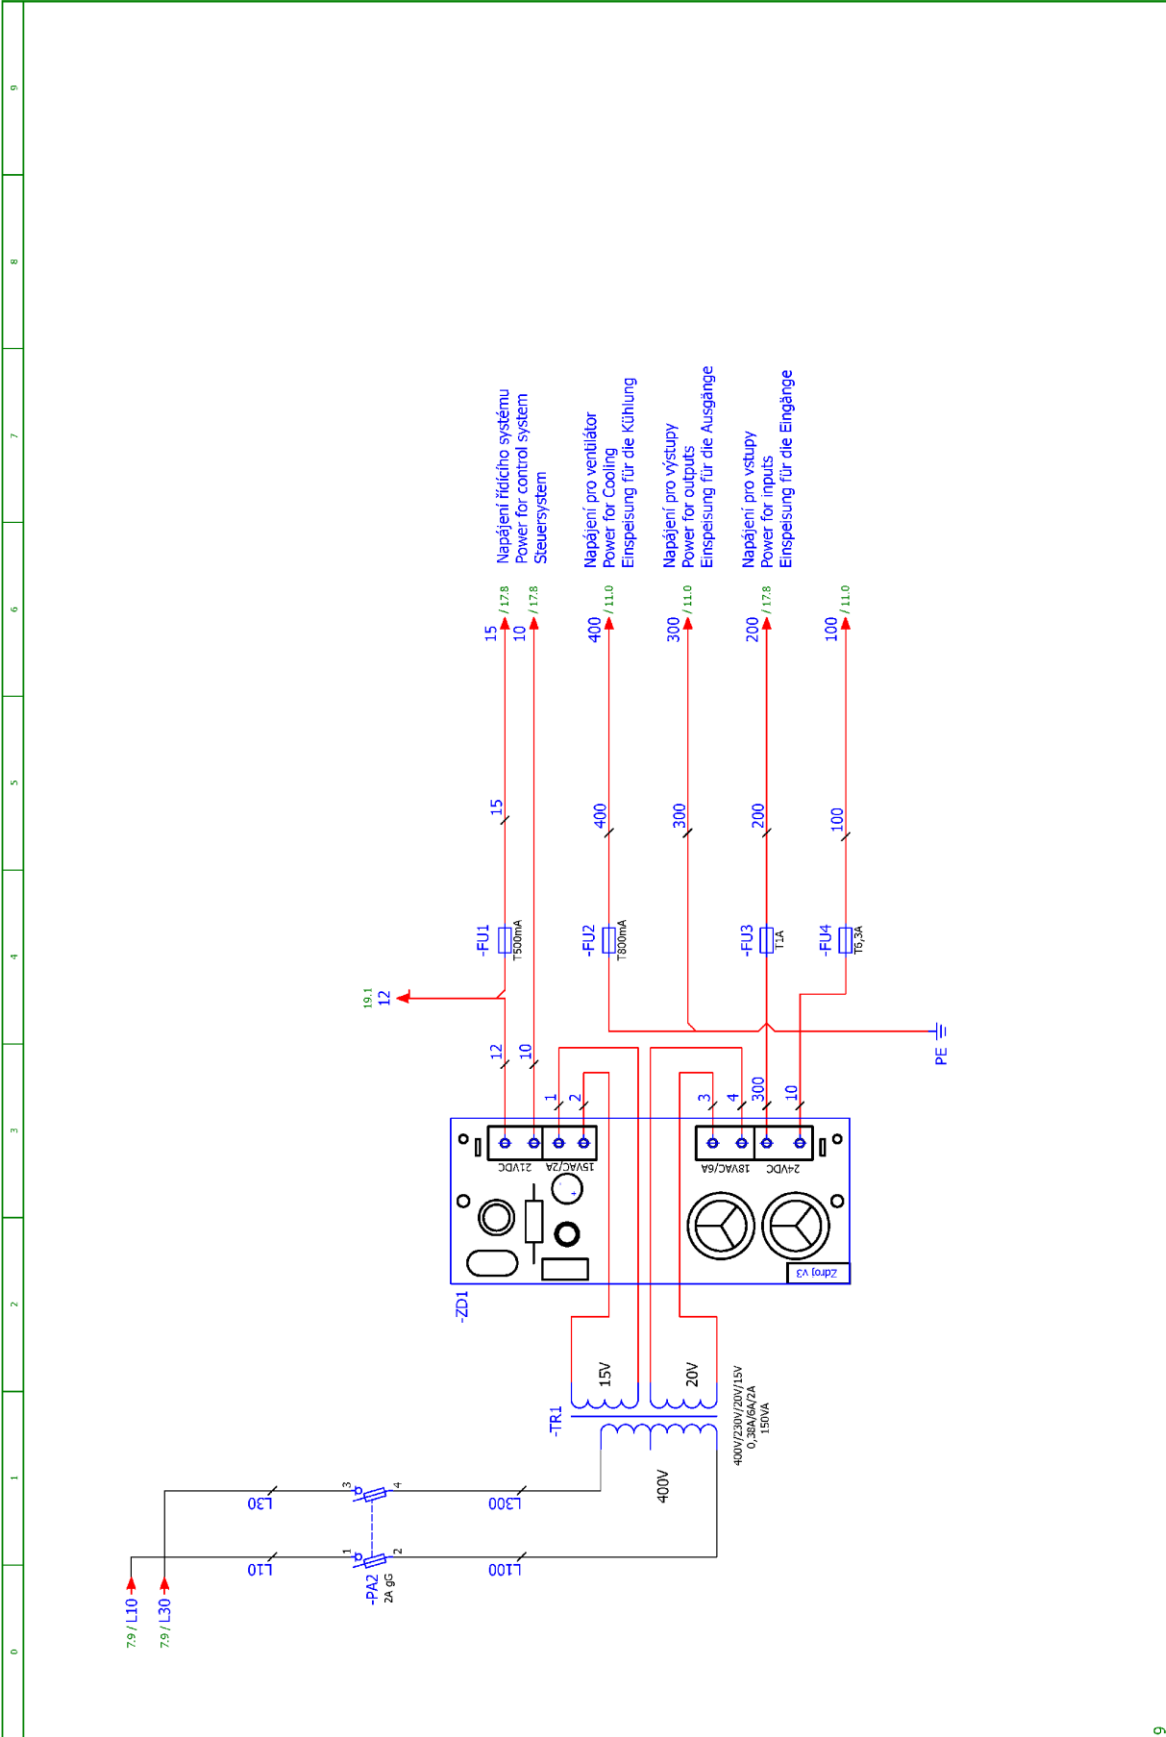 0
1
2
3
4
5
6
7
8
9
7.9 / L10
7.9 / L30
L10
L30
1
2
3
4
-PA2
2A gG
L100
L300
400V
-TR1
15V
20V
400V/230V/20V/15V
0,38A/6A/2A
150VA
-ZD1
Zdroj v3
21VDC
15VAC/2A
18VAC/6A
24VDC
12
10
1
2
3
4
300
10
PE
19.1
12
-FU1
T500mA
-FU2
T800mA
-FU3
T1A
-FU4
T6,3A
15
400
300
200
100
15 / 17.8
10 / 17.8
400 / 11.0
300 / 11.0
200 / 17.8
100 / 11.0
Napájení řídícího systému
Power for control system
Steuersystem
Napájení pro ventilátor
Power for Cooling
Einspeisung für die Kühlung
Napájení pro výstupy
Power for outputs
Einspeisung für die Ausgänge
Napájení pro vstupy
Power for inputs
Einspeisung für die Eingänge